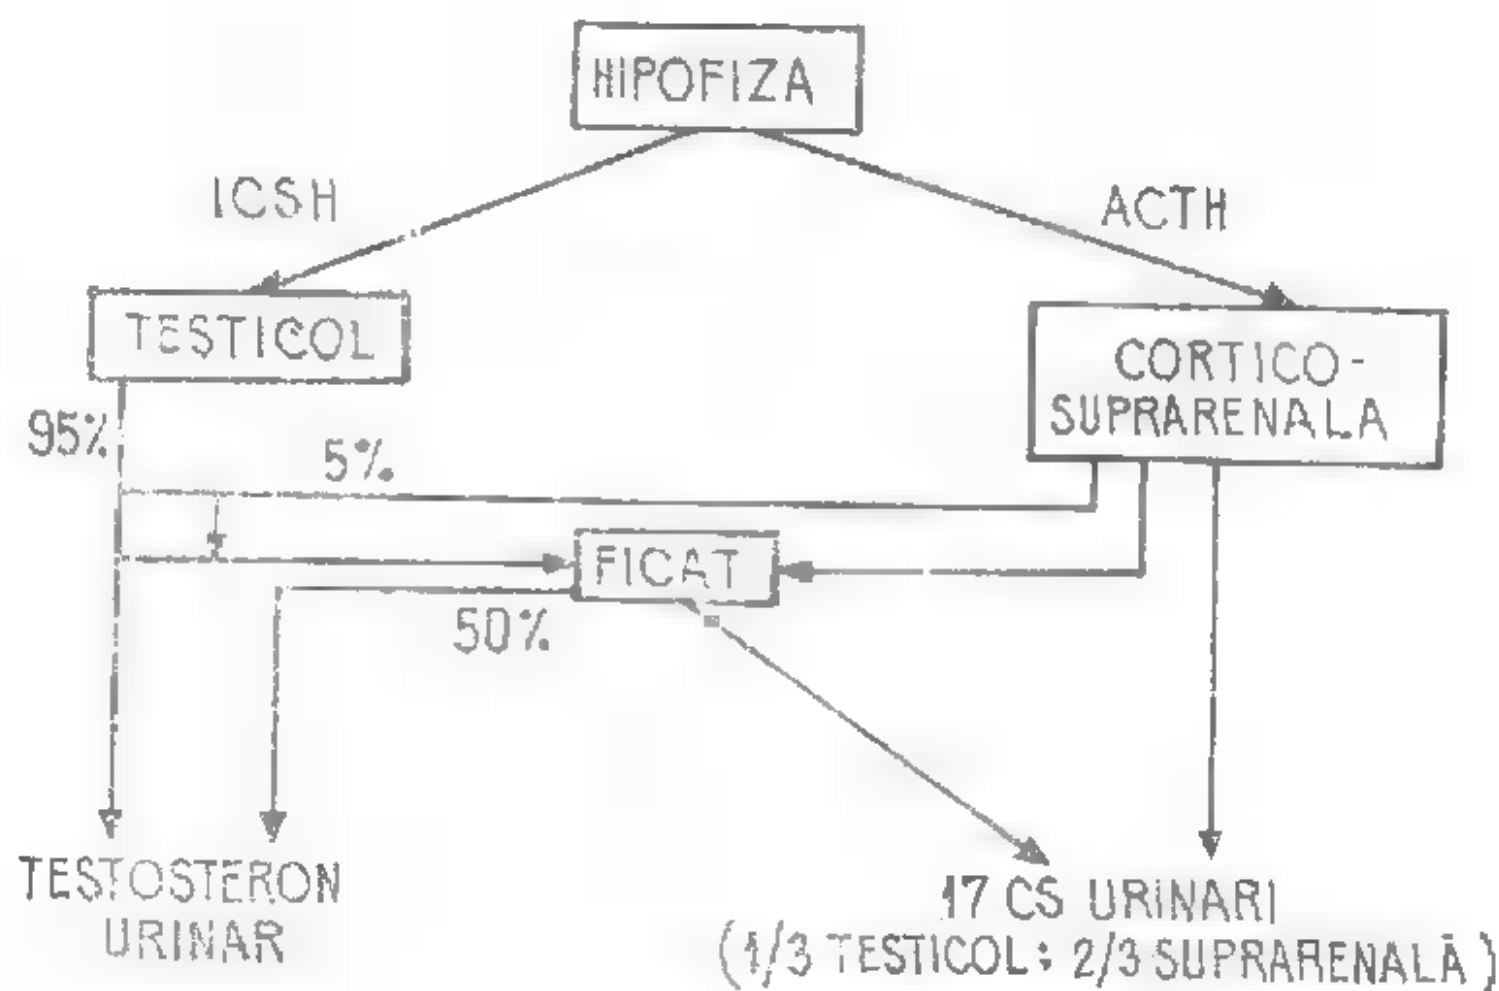 HIPOFIZA
ICSH
ACTH
TESTICOL
CORTICO-
SUPRARENALA
95%
5%
FICAT
50%
TESTOSTERON
URINAR
17 CS URINARI
(1/3 TESTICOL: 2/3 SUPRARENALĂ)